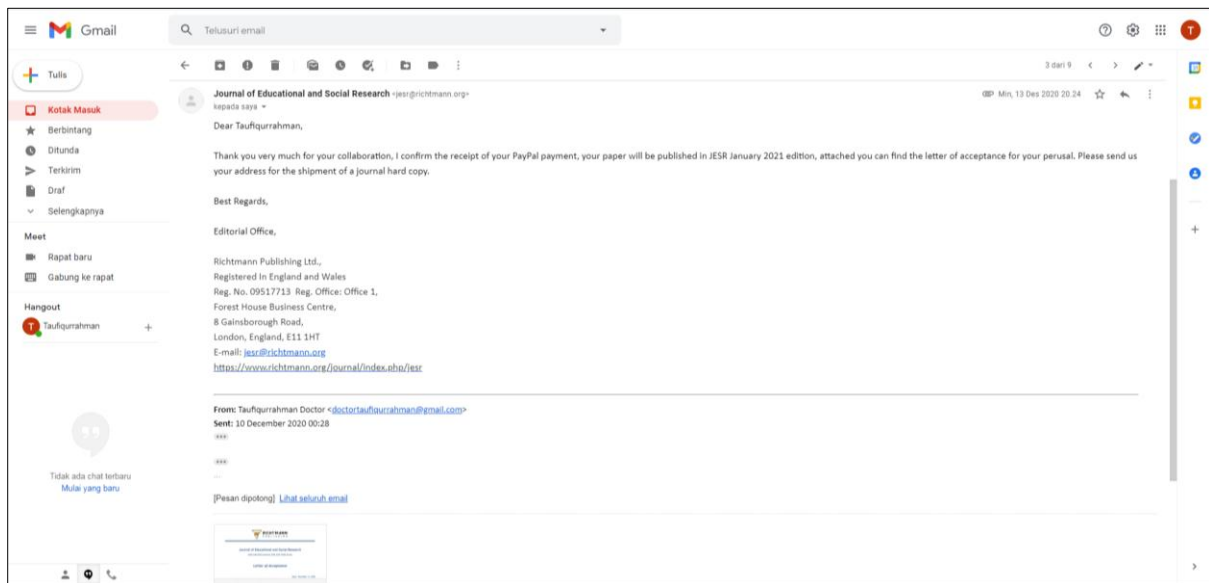 Gmail
Telusuri email
Tulis
3 dari 9
Kotak Masuk
Berbintang
Ditunda
Terkirim
Draf
Selengkapnya
Meet
Rapat baru
Gabung ke rapat
Hangout
T Taufiqurrahman
Tidak ada chat terbaru
Mulai yang baru
T
Journal of Educational and Social Research <jesr@richtmann.org>
Min, 13 Des 2020 20.24
kepada saya
Dear Taufiqurrahman,
Thank you very much for your collaboration, I confirm the receipt of your PayPal payment, your paper will be published in JESR January 2021 edition, attached you can find the letter of acceptance for your perusal. Please send us
your address for the shipment of a journal hard copy.
Best Regards,
Editorial Office,
Richtmann Publishing Ltd.,
Registered In England and Wales
Reg. No. 09517713 Reg. Office: Office 1,
Forest House Business Centre,
8 Gainsborough Road,
London, England, E11 1HT
E-mail: jesr@richtmann.org
https://www.richtmann.org/journal/index.php/jesr
From: Taufiqurrahman Doctor <doctortaufiqurrahman@gmail.com>
Sent: 10 December 2020 00:28
[Pesan dipotong] Lihat seluruh email
Journal of Educational and Social Research